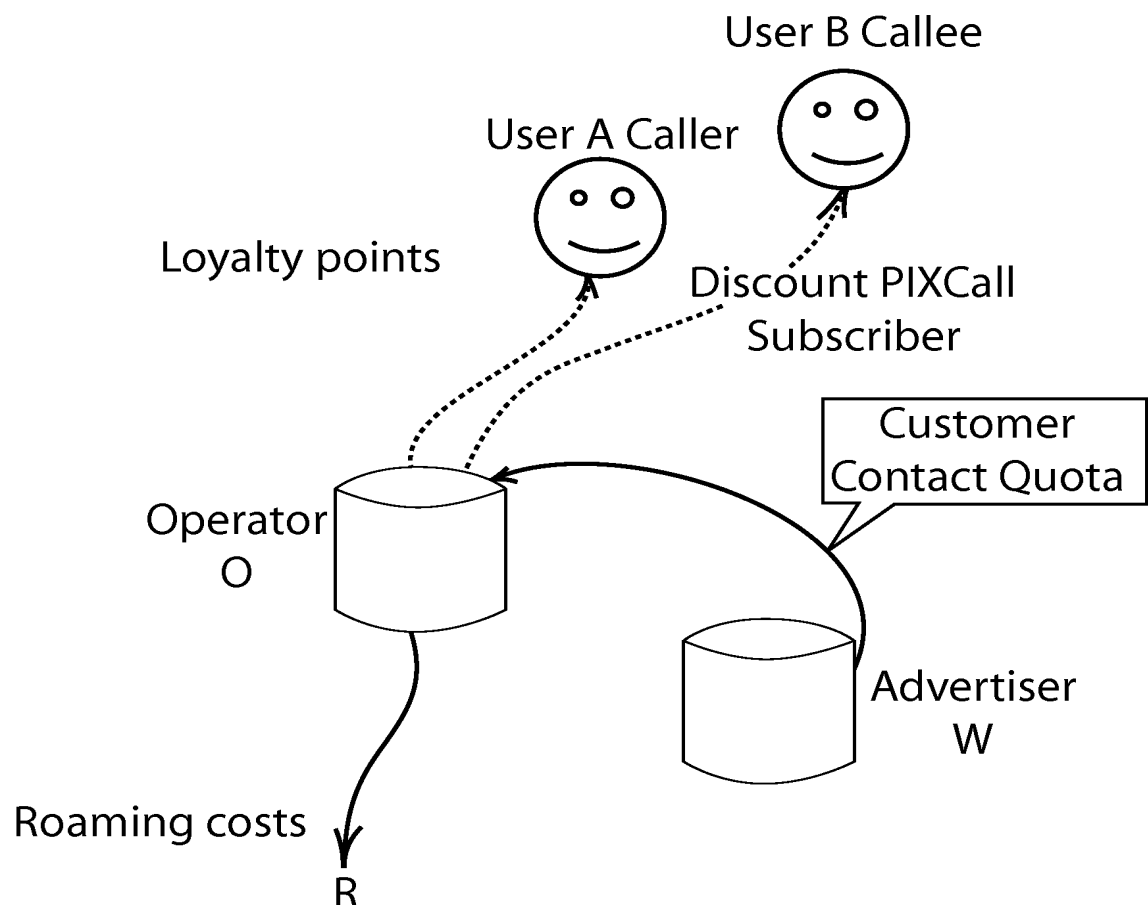 User B Callee
User A Caller
Loyalty points
Discount PIXCall
Subscriber
Customer
Contact Quota
Operator
O
Advertiser
W
Roaming costs
R